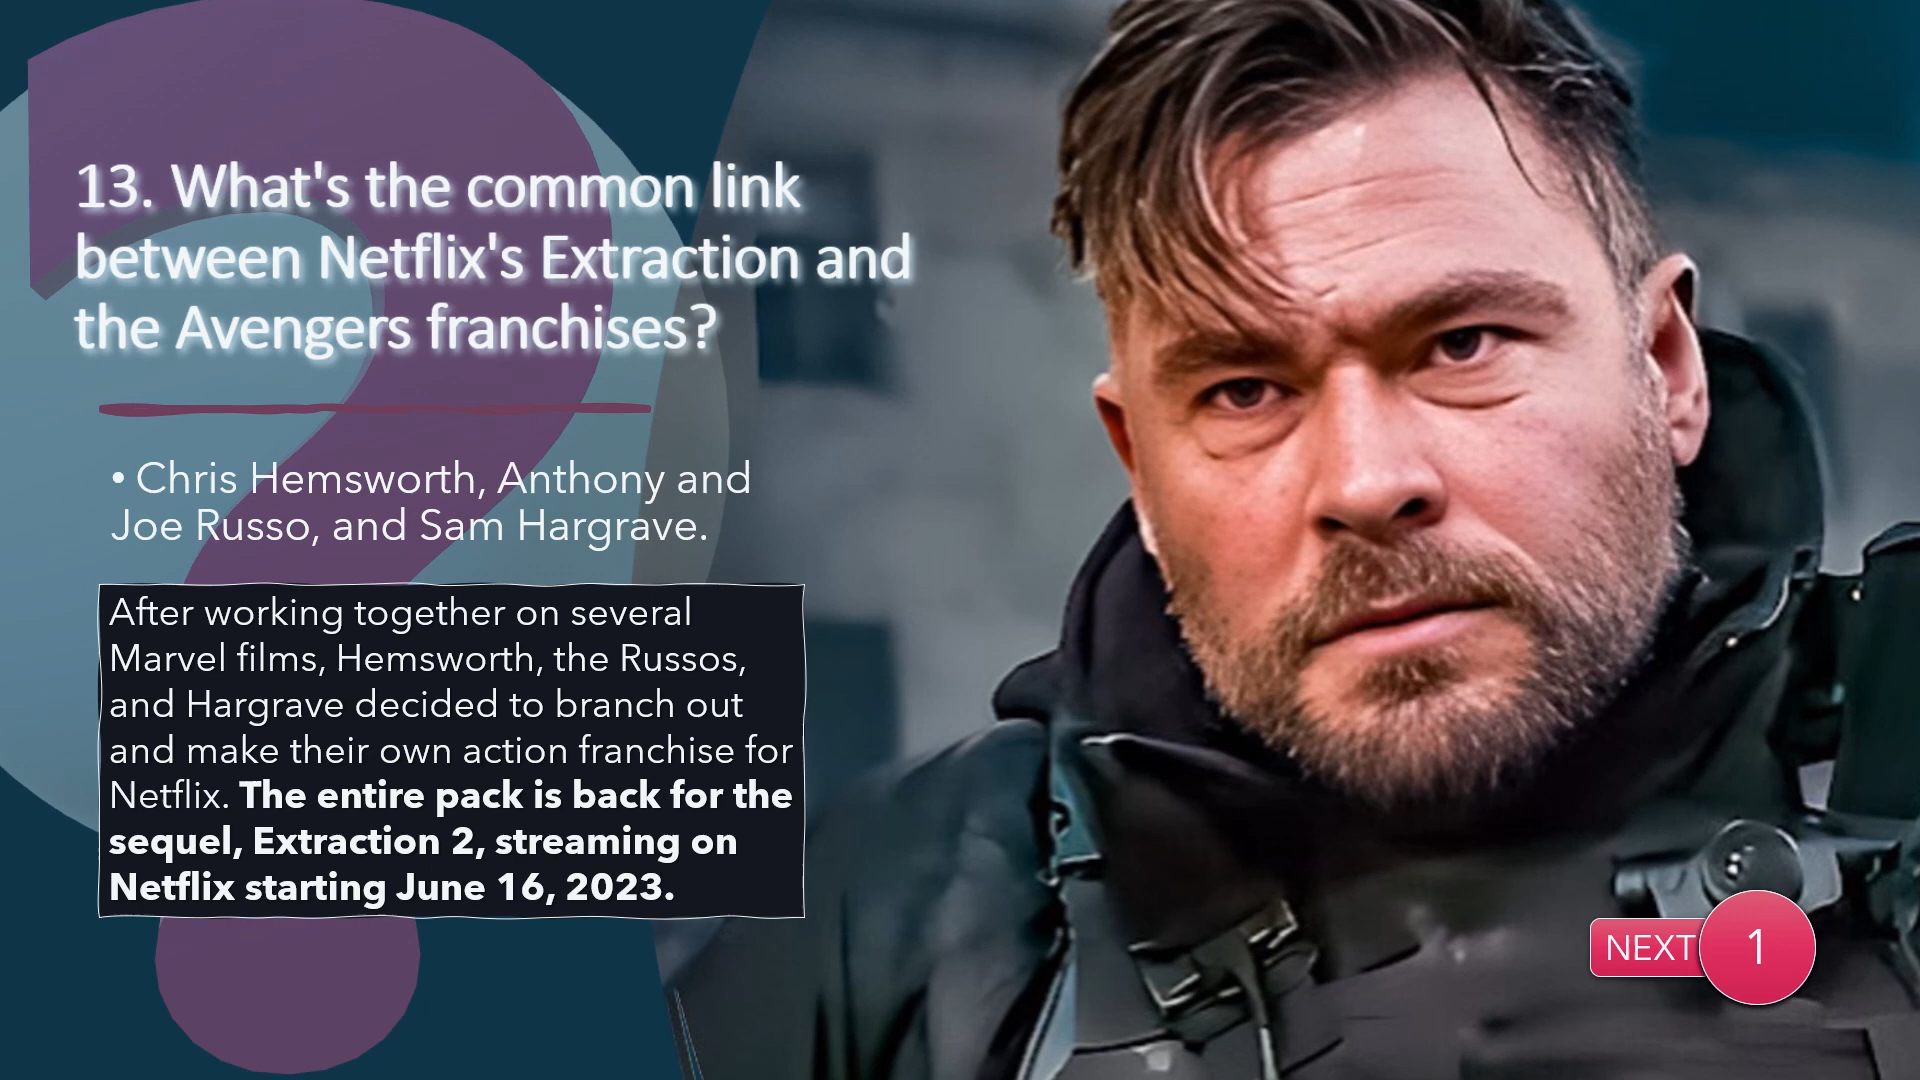 13. What's the common link
between Netflix's Extraction and
the Avengers franchises?
• Chris Hemsworth, Anthony and
Joe Russo, and Sam Hargrave.
After working together on several
Marvel films, Hemsworth, the Russos,
and Hargrave decided to branch out
and make their own action franchise for
Netflix. The entire pack is back for the
sequel, Extraction 2, streaming on
Netflix starting June 16, 2023.
NEXT 1